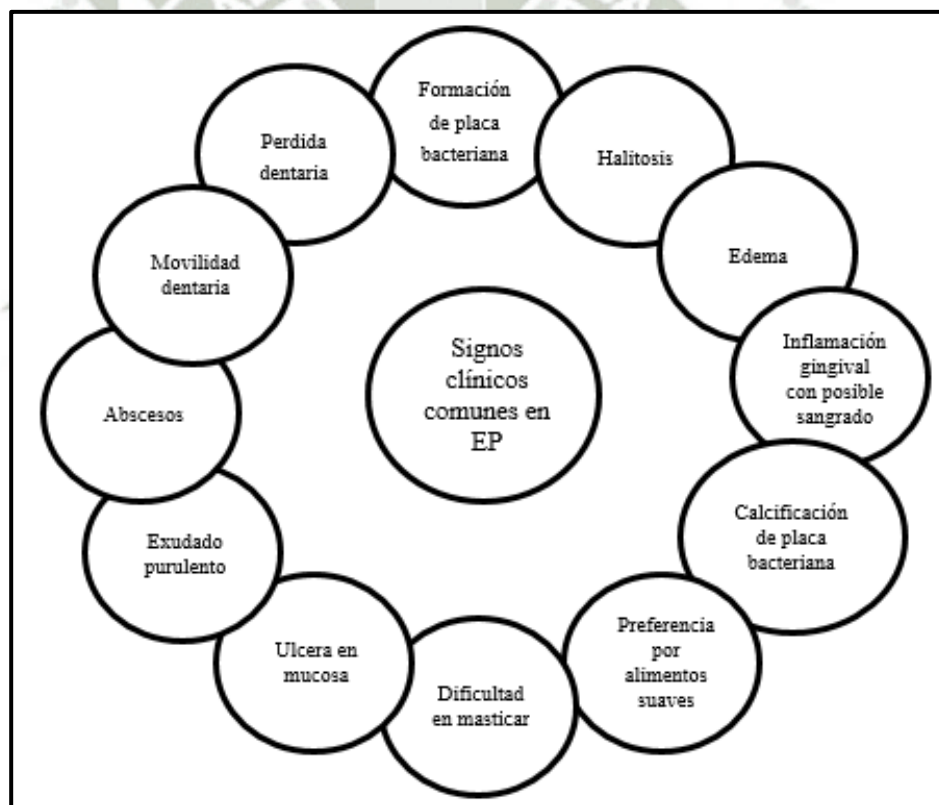 Formación
de placa
bacteriana
Halitosis
Edema
Inflamación
gingival
con posible
sangrado
Calcificación
de placa
bacteriana
Preferencia
por
alimentos
suaves
Dificultad
en masticar
Ulcera en
mucosa
Exudado
purulento
Abscesos
Movilidad
dentaria
Perdida
dentaria
Signos
clínicos
comunes en
EP